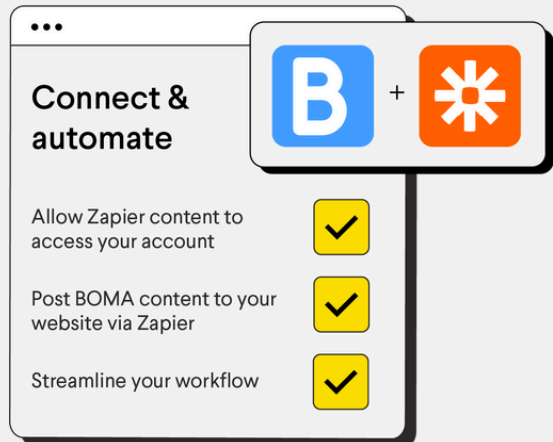 B +
Connect &
automate
Allow Zapier content to
access your account
Post BOMA content to your
website via Zapier
Streamline your workflow